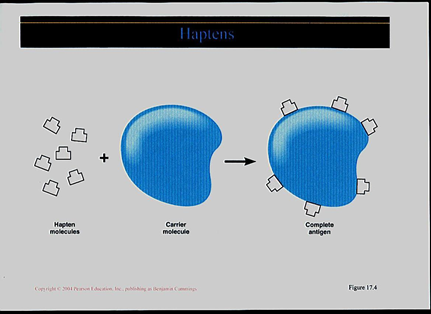 Haptens
+
Hapten
molecules
Carrier
molecule
Complete
antigen
Copyright © 2004 Pearson Education, Inc., publishing as Benjamin Cummings
Figure 17.4